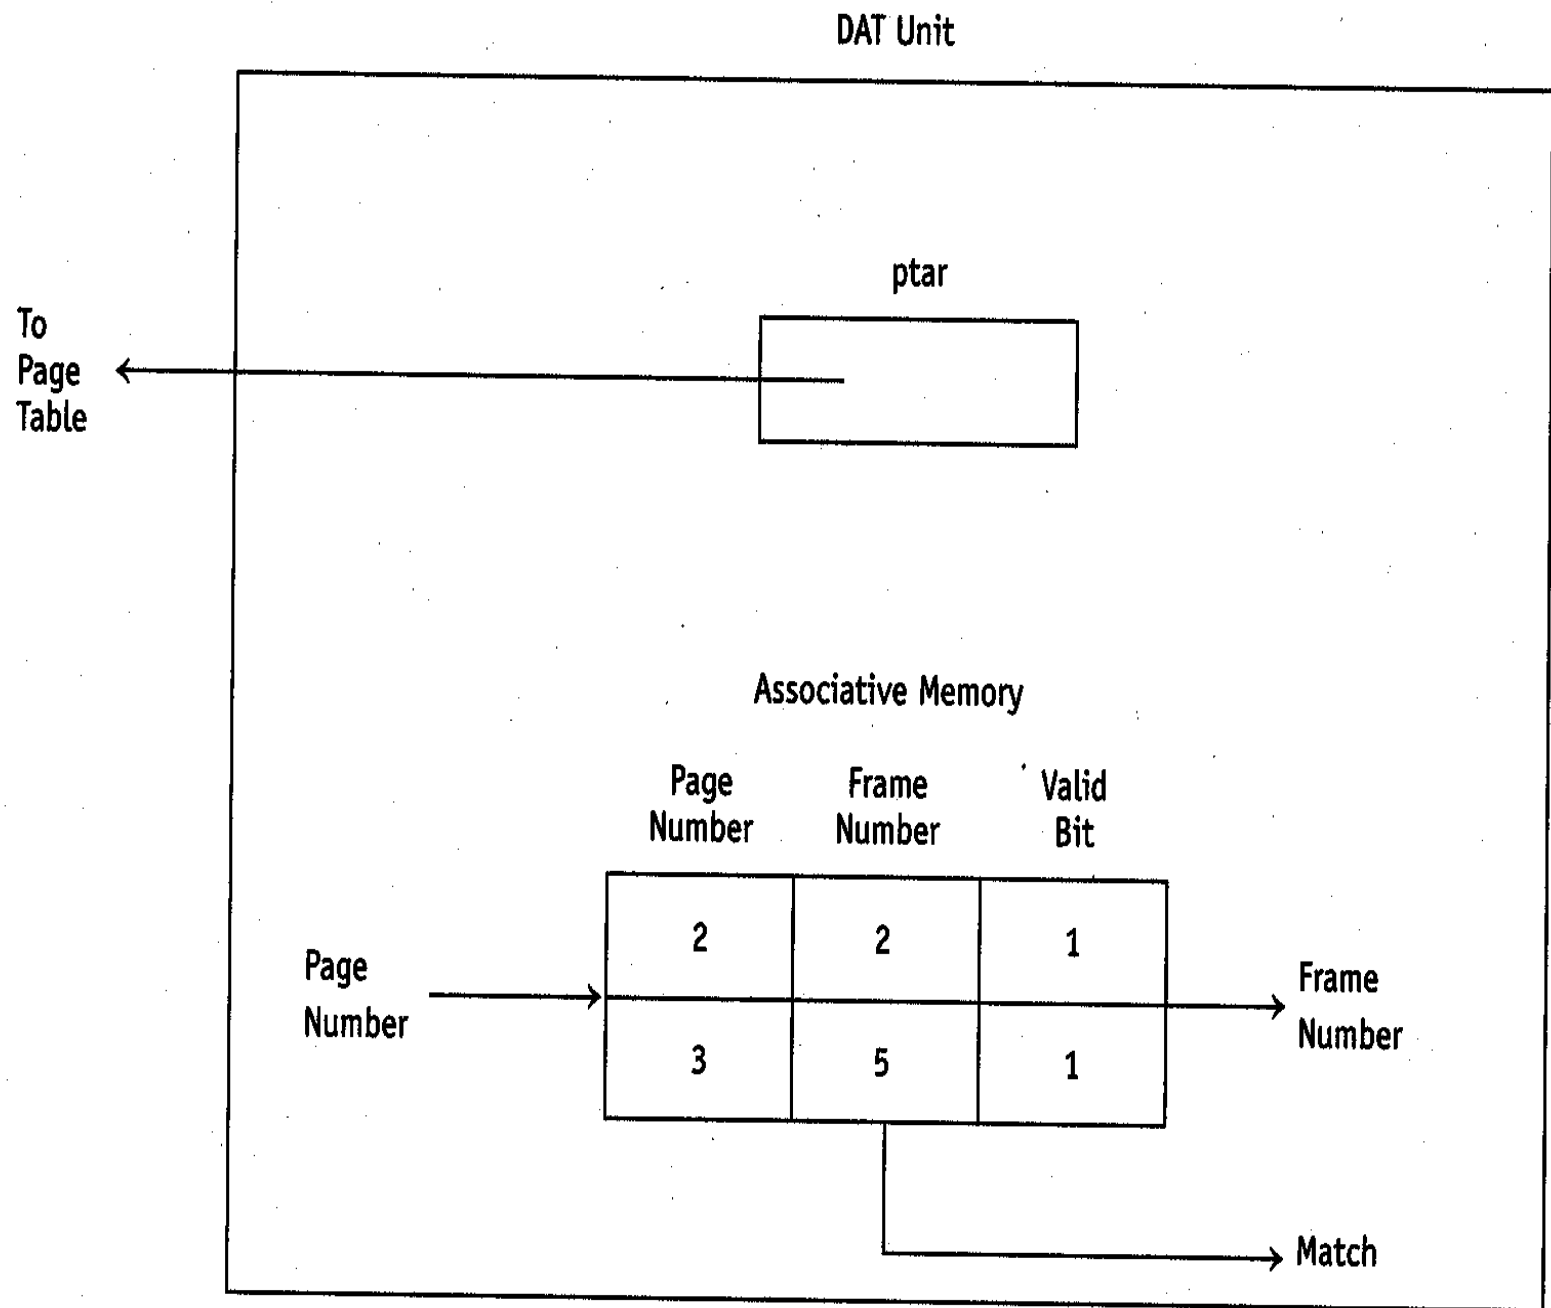 DAT Unit
ptar
To
Page
Table
Associative Memory
Page
Number
Frame
Number
Valid
Bit
2 2 1
3 5 1
Page
Number
Frame
Number
Match